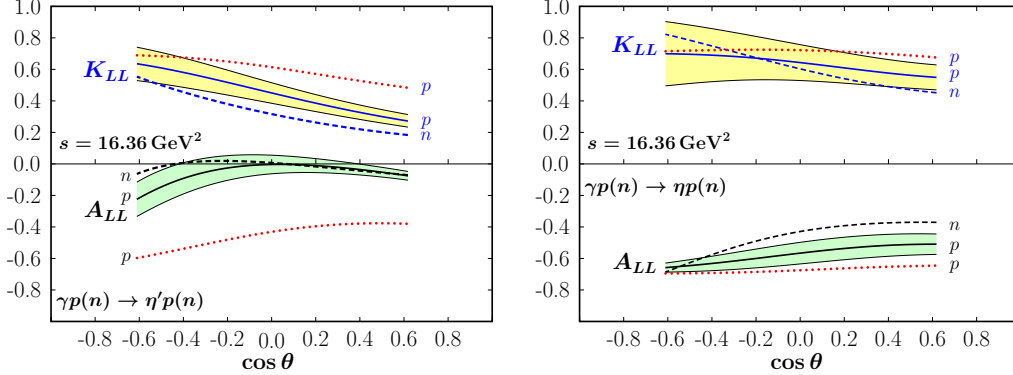 1.0
0.8
0.6
0.4
0.2
0.0
-0.2
-0.4
-0.6
-0.8
K_LL
p
p
n
s = 16.36 GeV²
n
p
A_LL
p
γp(n) → η′p(n)
-0.8 -0.6 -0.4 -0.2 0.0 0.2 0.4 0.6 0.8
cos θ
1.0
0.8
0.6
0.4
0.2
0.0
-0.2
-0.4
-0.6
-0.8
K_LL
p
p
n
s = 16.36 GeV²
γp(n) → ηp(n)
n
A_LL
p
p
-0.8 -0.6 -0.4 -0.2 0.0 0.2 0.4 0.6 0.8
cos θ